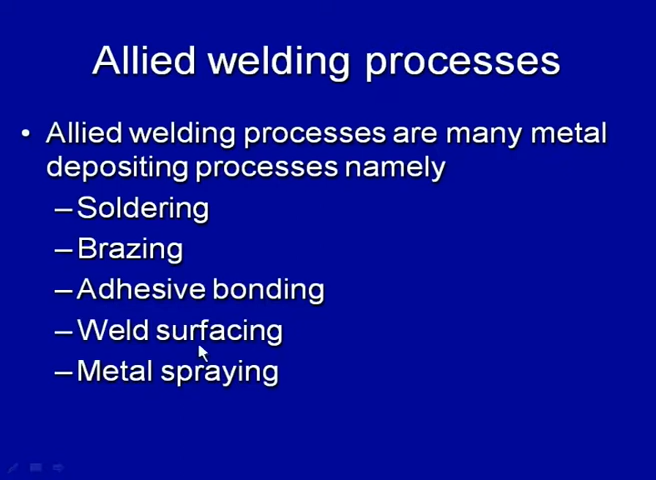 Allied welding processes
• Allied welding processes are many metal
depositing processes namely
–Soldering
–Brazing
–Adhesive bonding
–Weld surfacing
–Metal spraying